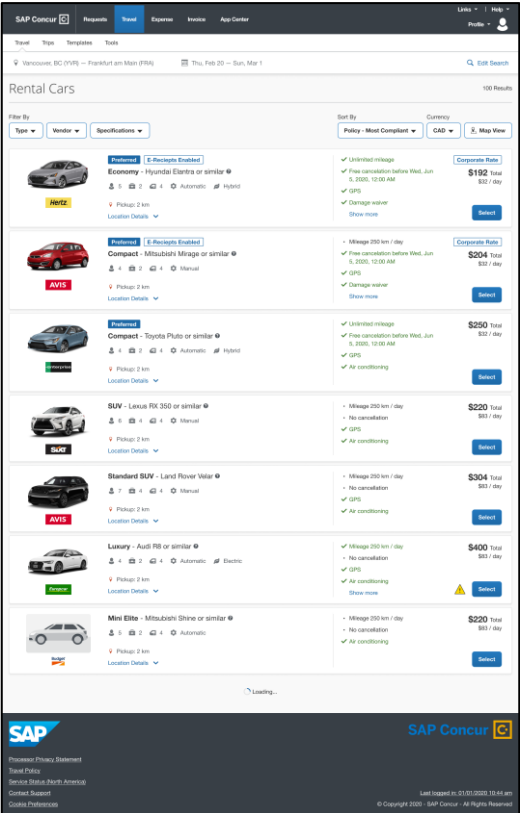 SAP Concur C
Requests
Travel
Expense
Invoice
App Center
Links
Help
Profile
Travel
Trips
Templates
Tools
Vancouver, BC (YVR) — Frankfurt am Main (FRA)
Thu, Feb 20 — Sun, Mar 1
Edit Search
Rental Cars
100 Results
Filter By
Type
Vendor
Specifications
Sort By
Policy - Most Compliant
Currency
CAD
Map View
Preferred
E-Reciepts Enabled
Economy - Hyundai Elantra or similar
5 2 4 Automatic Hybrid
Pickup: 2 km
Location Details
Hertz
Unlimited mileage
Free cancelation before Wed, Jun
5, 2020, 12:00 AM
GPS
Damage waiver
Show more
Corporate Rate
$192 Total
$32 / day
Select
Preferred
E-Reciepts Enabled
Compact - Mitsubishi Mirage or similar
4 2 4 Manual
Pickup: 2 km
Location Details
AVIS
- Mileage 250 km / day
Free cancelation before Wed, Jun
5, 2020, 12:00 AM
GPS
Damage waiver
Show more
Corporate Rate
$204 Total
$32 / day
Select
Preferred
Compact - Toyota Pluto or similar
4 2 4 Automatic Hybrid
Pickup: 2 km
Location Details
enterprise
Unlimited mileage
Free cancelation before Wed, Jun
5, 2020, 12:00 AM
GPS
Air conditioning
$250 Total
$32 / day
Select
SUV - Lexus RX 350 or similar
6 4 4 Manual
Pickup: 2 km
Location Details
SIXT
- Mileage 250 km / day
- No cancellation
GPS
Air conditioning
$220 Total
$83 / day
Select
Standard SUV - Land Rover Velar
7 4 4 Manual
Pickup: 2 km
Location Details
AVIS
- Mileage 250 km / day
- No cancellation
GPS
Air conditioning
$304 Total
$83 / day
Select
Luxury - Audi R8 or similar
4 2 4 Automatic Electric
Pickup: 2 km
Location Details
Mileage 250 km / day
- No cancellation
GPS
Air conditioning
Show more
$400 Total
$83 / day
Select
Mini Elite - Mitsubishi Shine or similar
5 2 4 Automatic
Pickup: 2 km
Location Details
Budget
- Mileage 250 km / day
- No cancellation
Air conditioning
$220 Total
$83 / day
Select
Loading...
SAP
SAP Concur C
Processor Privacy Statement
Travel Policy
Service Status (North America)
Contact Support
Cookie Preferences
Last logged in: 01/01/2020 10:44 am
© Copyright 2020 - SAP Concur - All Rights Reserved